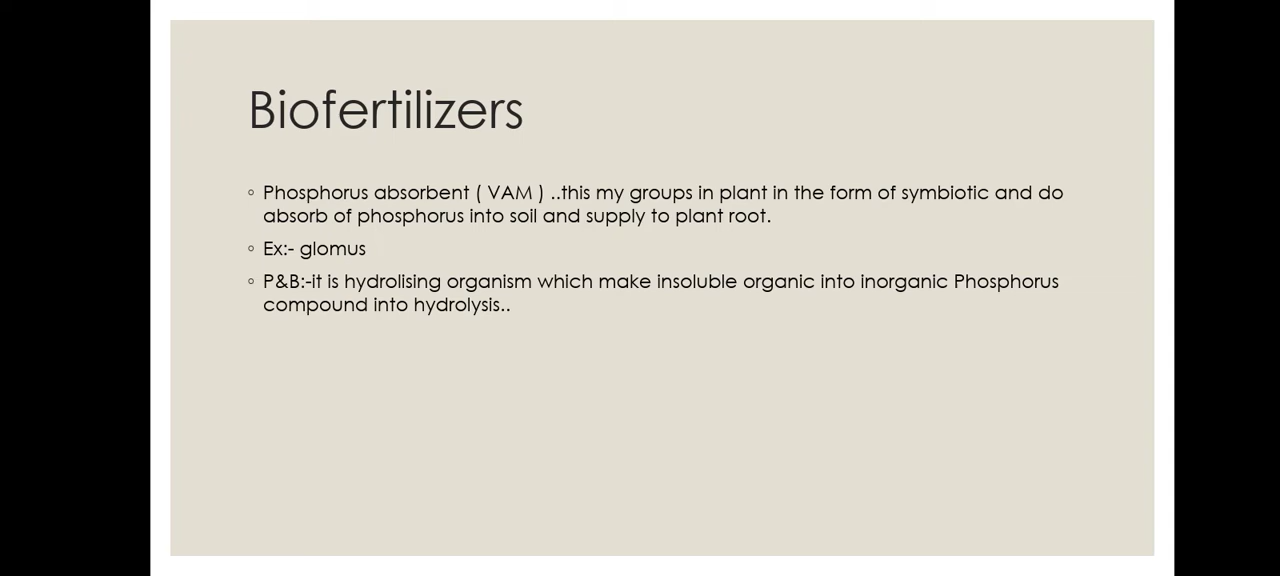 Biofertilizers
◦ Phosphorus absorbent ( VAM ) ..this my groups in plant in the form of symbiotic and do
absorb of phosphorus into soil and supply to plant root.
◦ Ex:- glomus
◦ P&B:-it is hydrolising organism which make insoluble organic into inorganic Phosphorus
compound into hydrolysis..